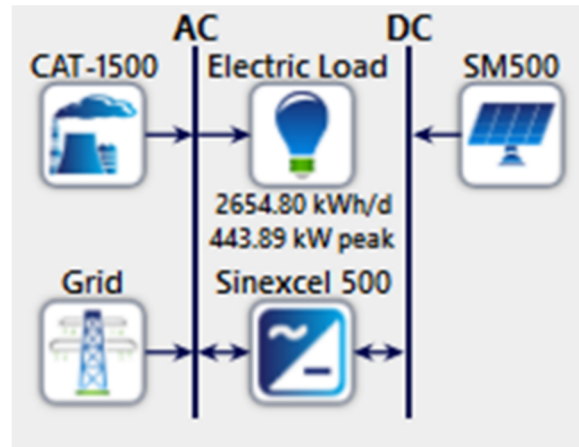 AC
DC
CAT-1500
Electric Load
SM500
2654.80 kWh/d
443.89 kW peak
Grid
Sinexcel 500